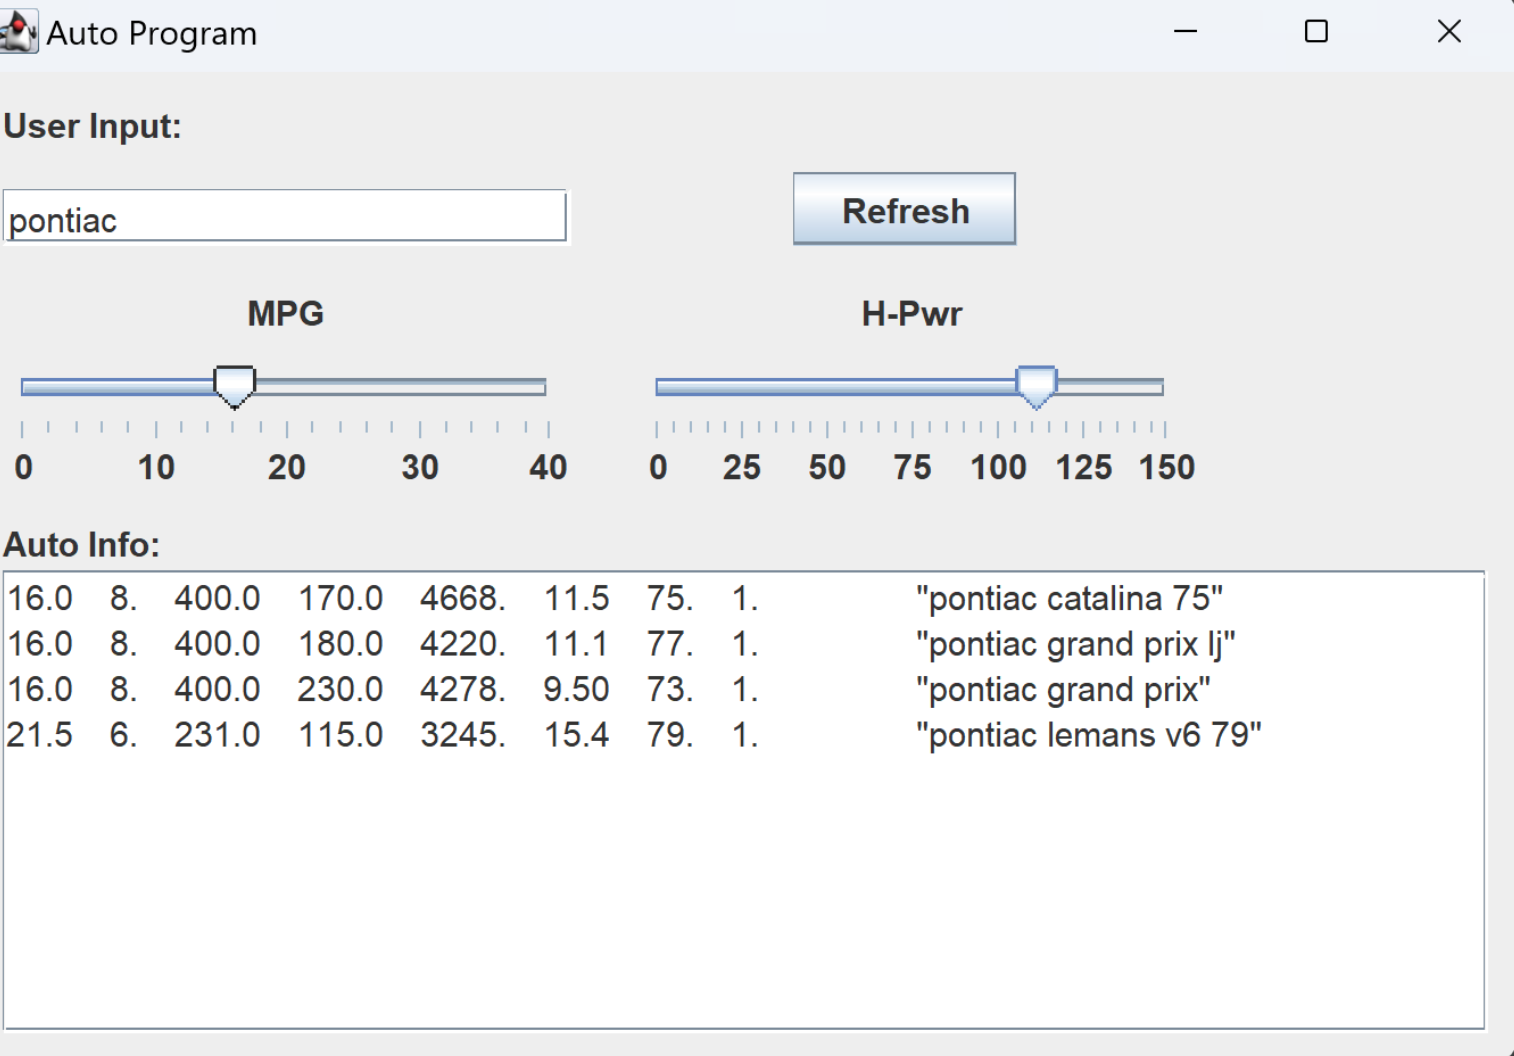 Auto Program
User Input:
pontiac
Refresh
MPG
H-Pwr
0 10 20 30 40
0 25 50 75 100 125 150
Auto Info:
16.0 8. 400.0 170.0 4668. 11.5 75. 1. "pontiac catalina 75"
16.0 8. 400.0 180.0 4220. 11.1 77. 1. "pontiac grand prix lj"
16.0 8. 400.0 230.0 4278. 9.50 73. 1. "pontiac grand prix"
21.5 6. 231.0 115.0 3245. 15.4 79. 1. "pontiac lemans v6 79"